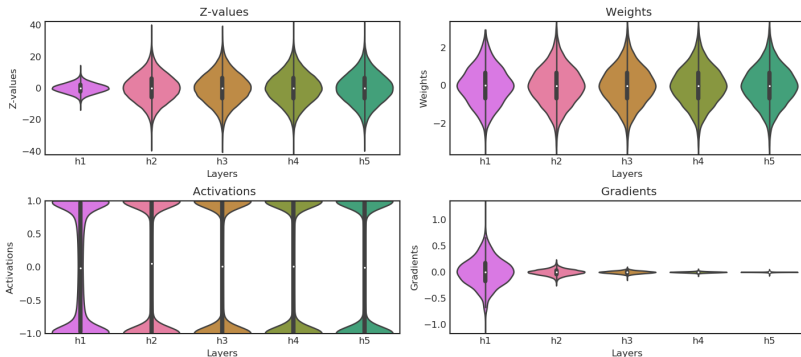 Z-values
Z-values
40
20
0
−20
−40
h1 h2 h3 h4 h5
Layers
Weights
Weights
2
0
−2
h1 h2 h3 h4 h5
Layers
Activations
Activations
1.0
0.5
0.0
−0.5
−1.0
h1 h2 h3 h4 h5
Layers
Gradients
Gradients
1.0
0.5
0.0
−0.5
−1.0
h1 h2 h3 h4 h5
Layers